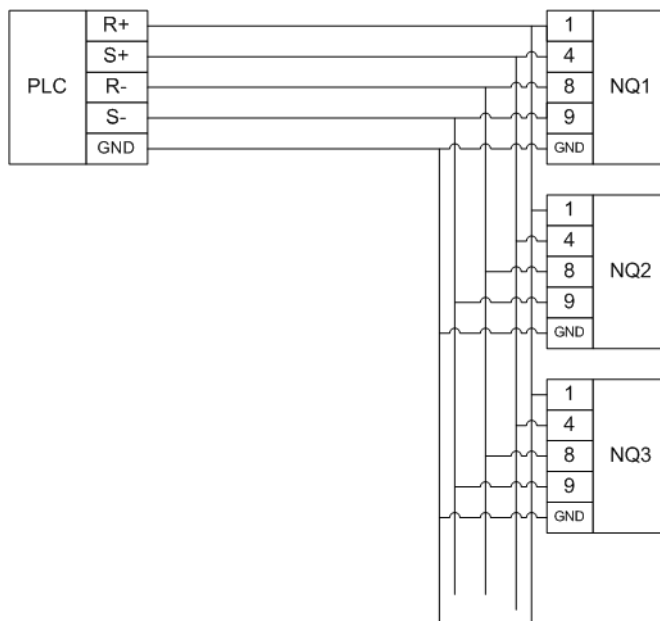 PLC
R+
S+
R-
S-
GND
1
4
8
9
GND
NQ1
1
4
8
9
GND
NQ2
1
4
8
9
GND
NQ3